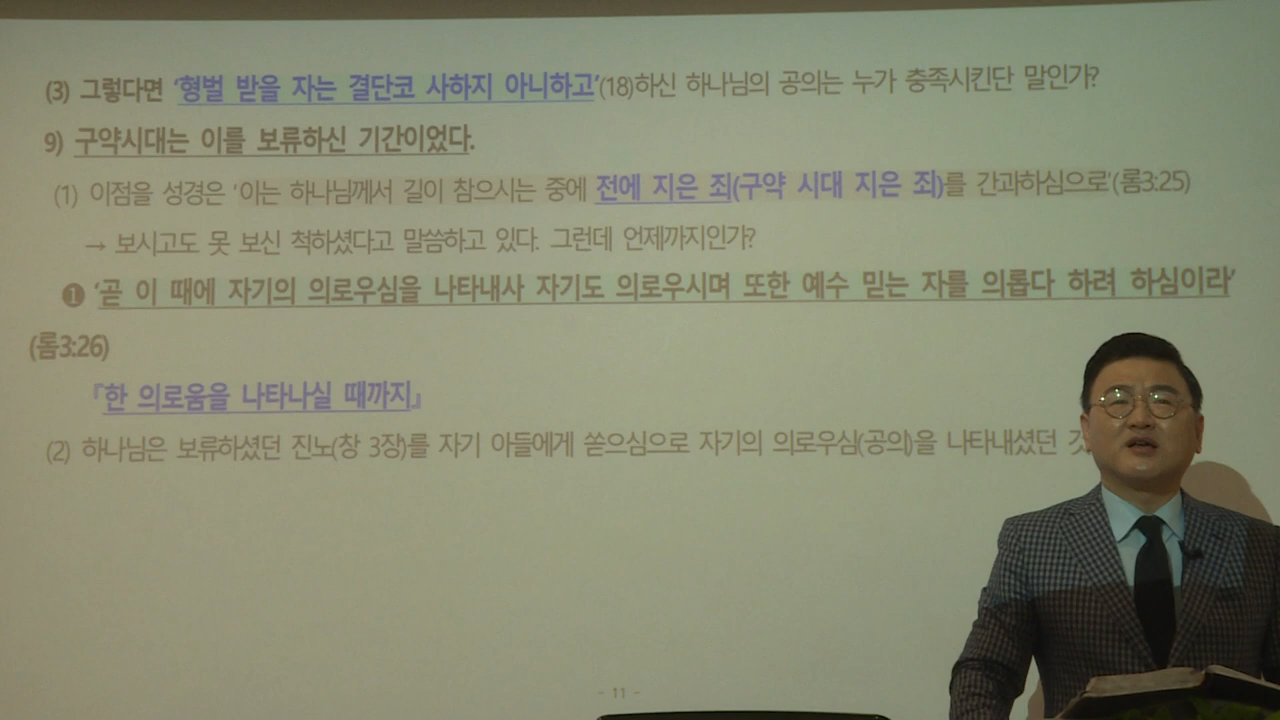 (3) 그렇다면 '형벌 받을 자는 결단코 사하지 아니하고'(18)하신 하나님의 공의는 누가 충족시킨단 말인가?
9) 구약시대는 이를 보류하신 기간이었다.
(1) 이점을 성경은 '이는 하나님께서 길이 참으시는 중에 전에 지은 죄(구약 시대 지은 죄)를 간과하심으로'(롬3:25)
→ 보시고도 못 보신 척하셨다고 말씀하고 있다. 그런데 언제까지인가?
❶ '곧 이 때에 자기의 의로우심을 나타내사 자기도 의로우시며 또한 예수 믿는 자를 의롭다 하려 하심이라'
(롬3:26)
『한 의로움을 나타나실 때까지』
(2) 하나님은 보류하셨던 진노(창 3장)를 자기 아들에게 쏟으심으로 자기의 의로우심(공의)을 나타내셨던
- 11 -